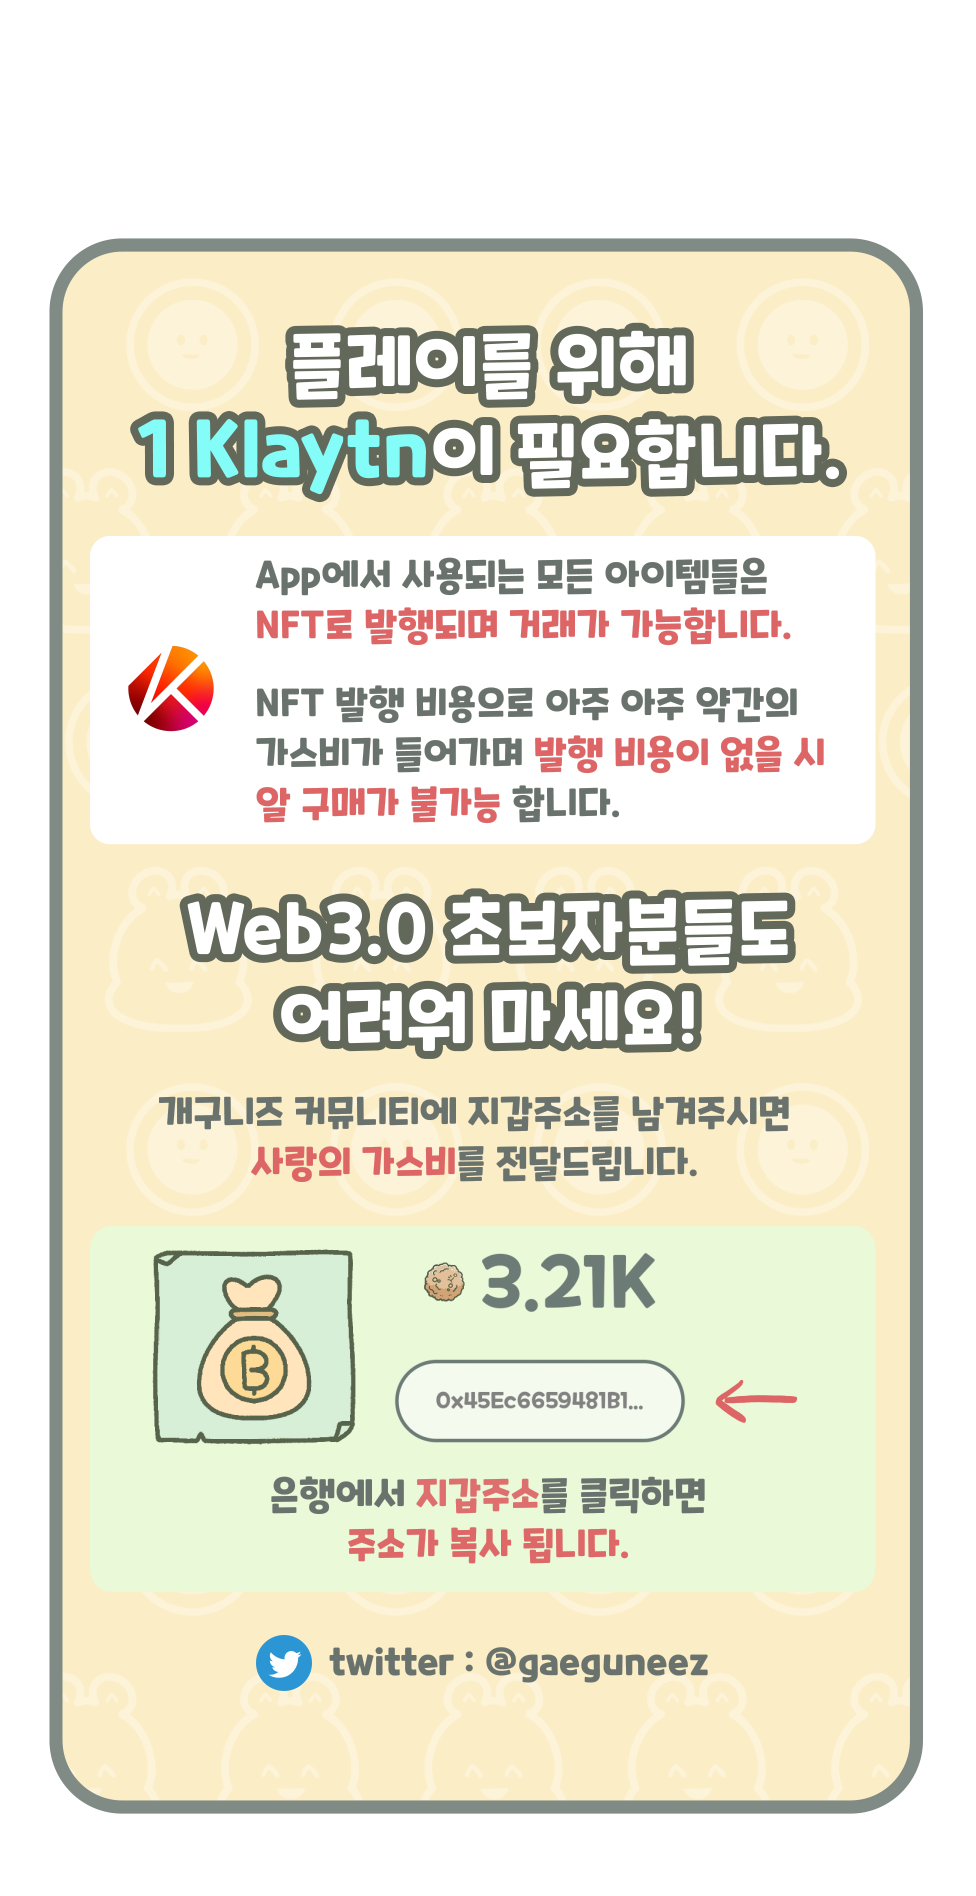 플레이를 위해
1 Klaytn이 필요합니다.
App에서 사용되는 모든 아이템들은
NFT로 발행되며 거래가 가능합니다.
NFT 발행 비용으로 아주 아주 약간의
가스비가 들어가며 발행 비용이 없을 시
알 구매가 불가능 합니다.
Web3.0 초보자분들도
어려워 마세요!
개구니즈 커뮤니티에 지갑주소를 남겨주시면
사랑의 가스비를 전달드립니다.
3.21K
0x45Ec6659481B1...
은행에서 지갑주소를 클릭하면
주소가 복사 됩니다.
twitter : @gaeguneez